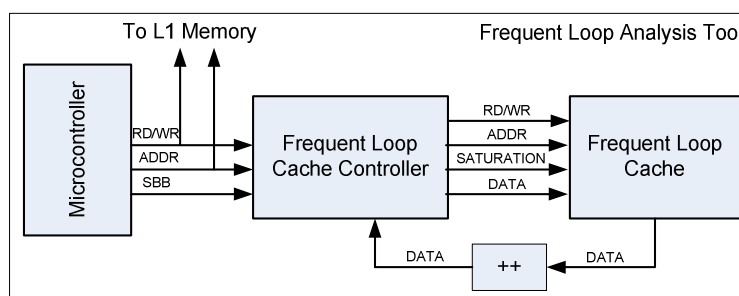 To L1 Memory
Frequent Loop Analysis Too
Microcontroller
RD/WR
ADDR
SBB
Frequent Loop
Cache Controller
RD/WR
ADDR
SATURATION
DATA
Frequent Loop
Cache
DATA
++
DATA